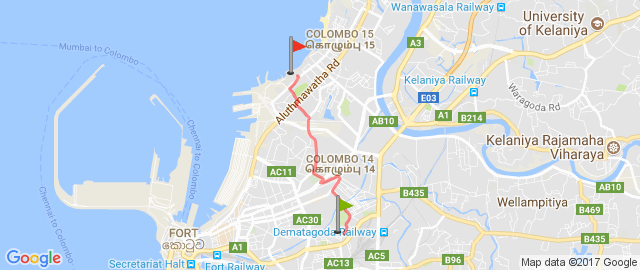 Wanawasala Railway
COLOMBO 15
கொழும்பு 15
University
of Kelaniya
A3
Mumbai to Colombo
Kelaniya Railway
Aluthmawatha Rd
E03
Waragoda Rd
A1
B214
AB10
Chennai to Colombo
Kelaniya Rajamaha
Viharaya
COLOMBO 14
கொழும்பு 14
AC11
B435
AB10
Wellampitiya
Chennai to Colombo
AC30
B469
FORT
කොටුව
Dematagoda Railway
B435
A1
AC5
B96
Secretariat Halt
Fort Railway
AC13
Google
Map data ©2017 Google